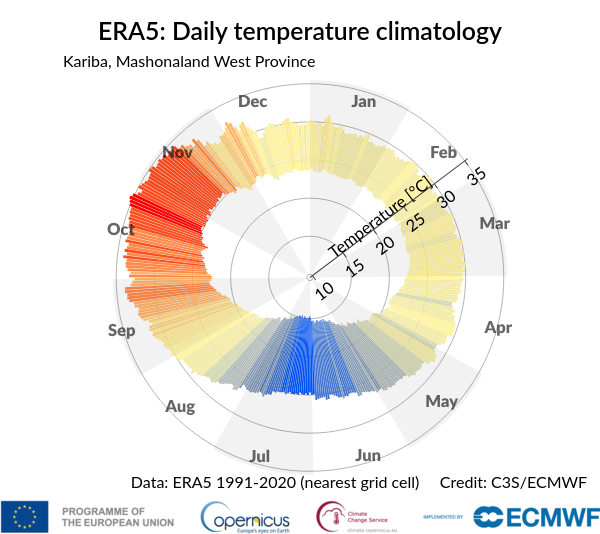 ERA5: Daily temperature climatology
Kariba, Mashonaland West Province
Dec
Jan
Nov
Feb
35
30
Temperature [°C]
25
20
15
10
Oct
Mar
Sep
Apr
Aug
May
Jul
Jun
Data: ERA5 1991-2020 (nearest grid cell) Credit: C3S/ECMWF
PROGRAMME OF
THE EUROPEAN UNION
opernicus
Europe's eyes on Earth
Climate
Change Service
climate.copernicus.eu
IMPLEMENTED BY
ECMWF